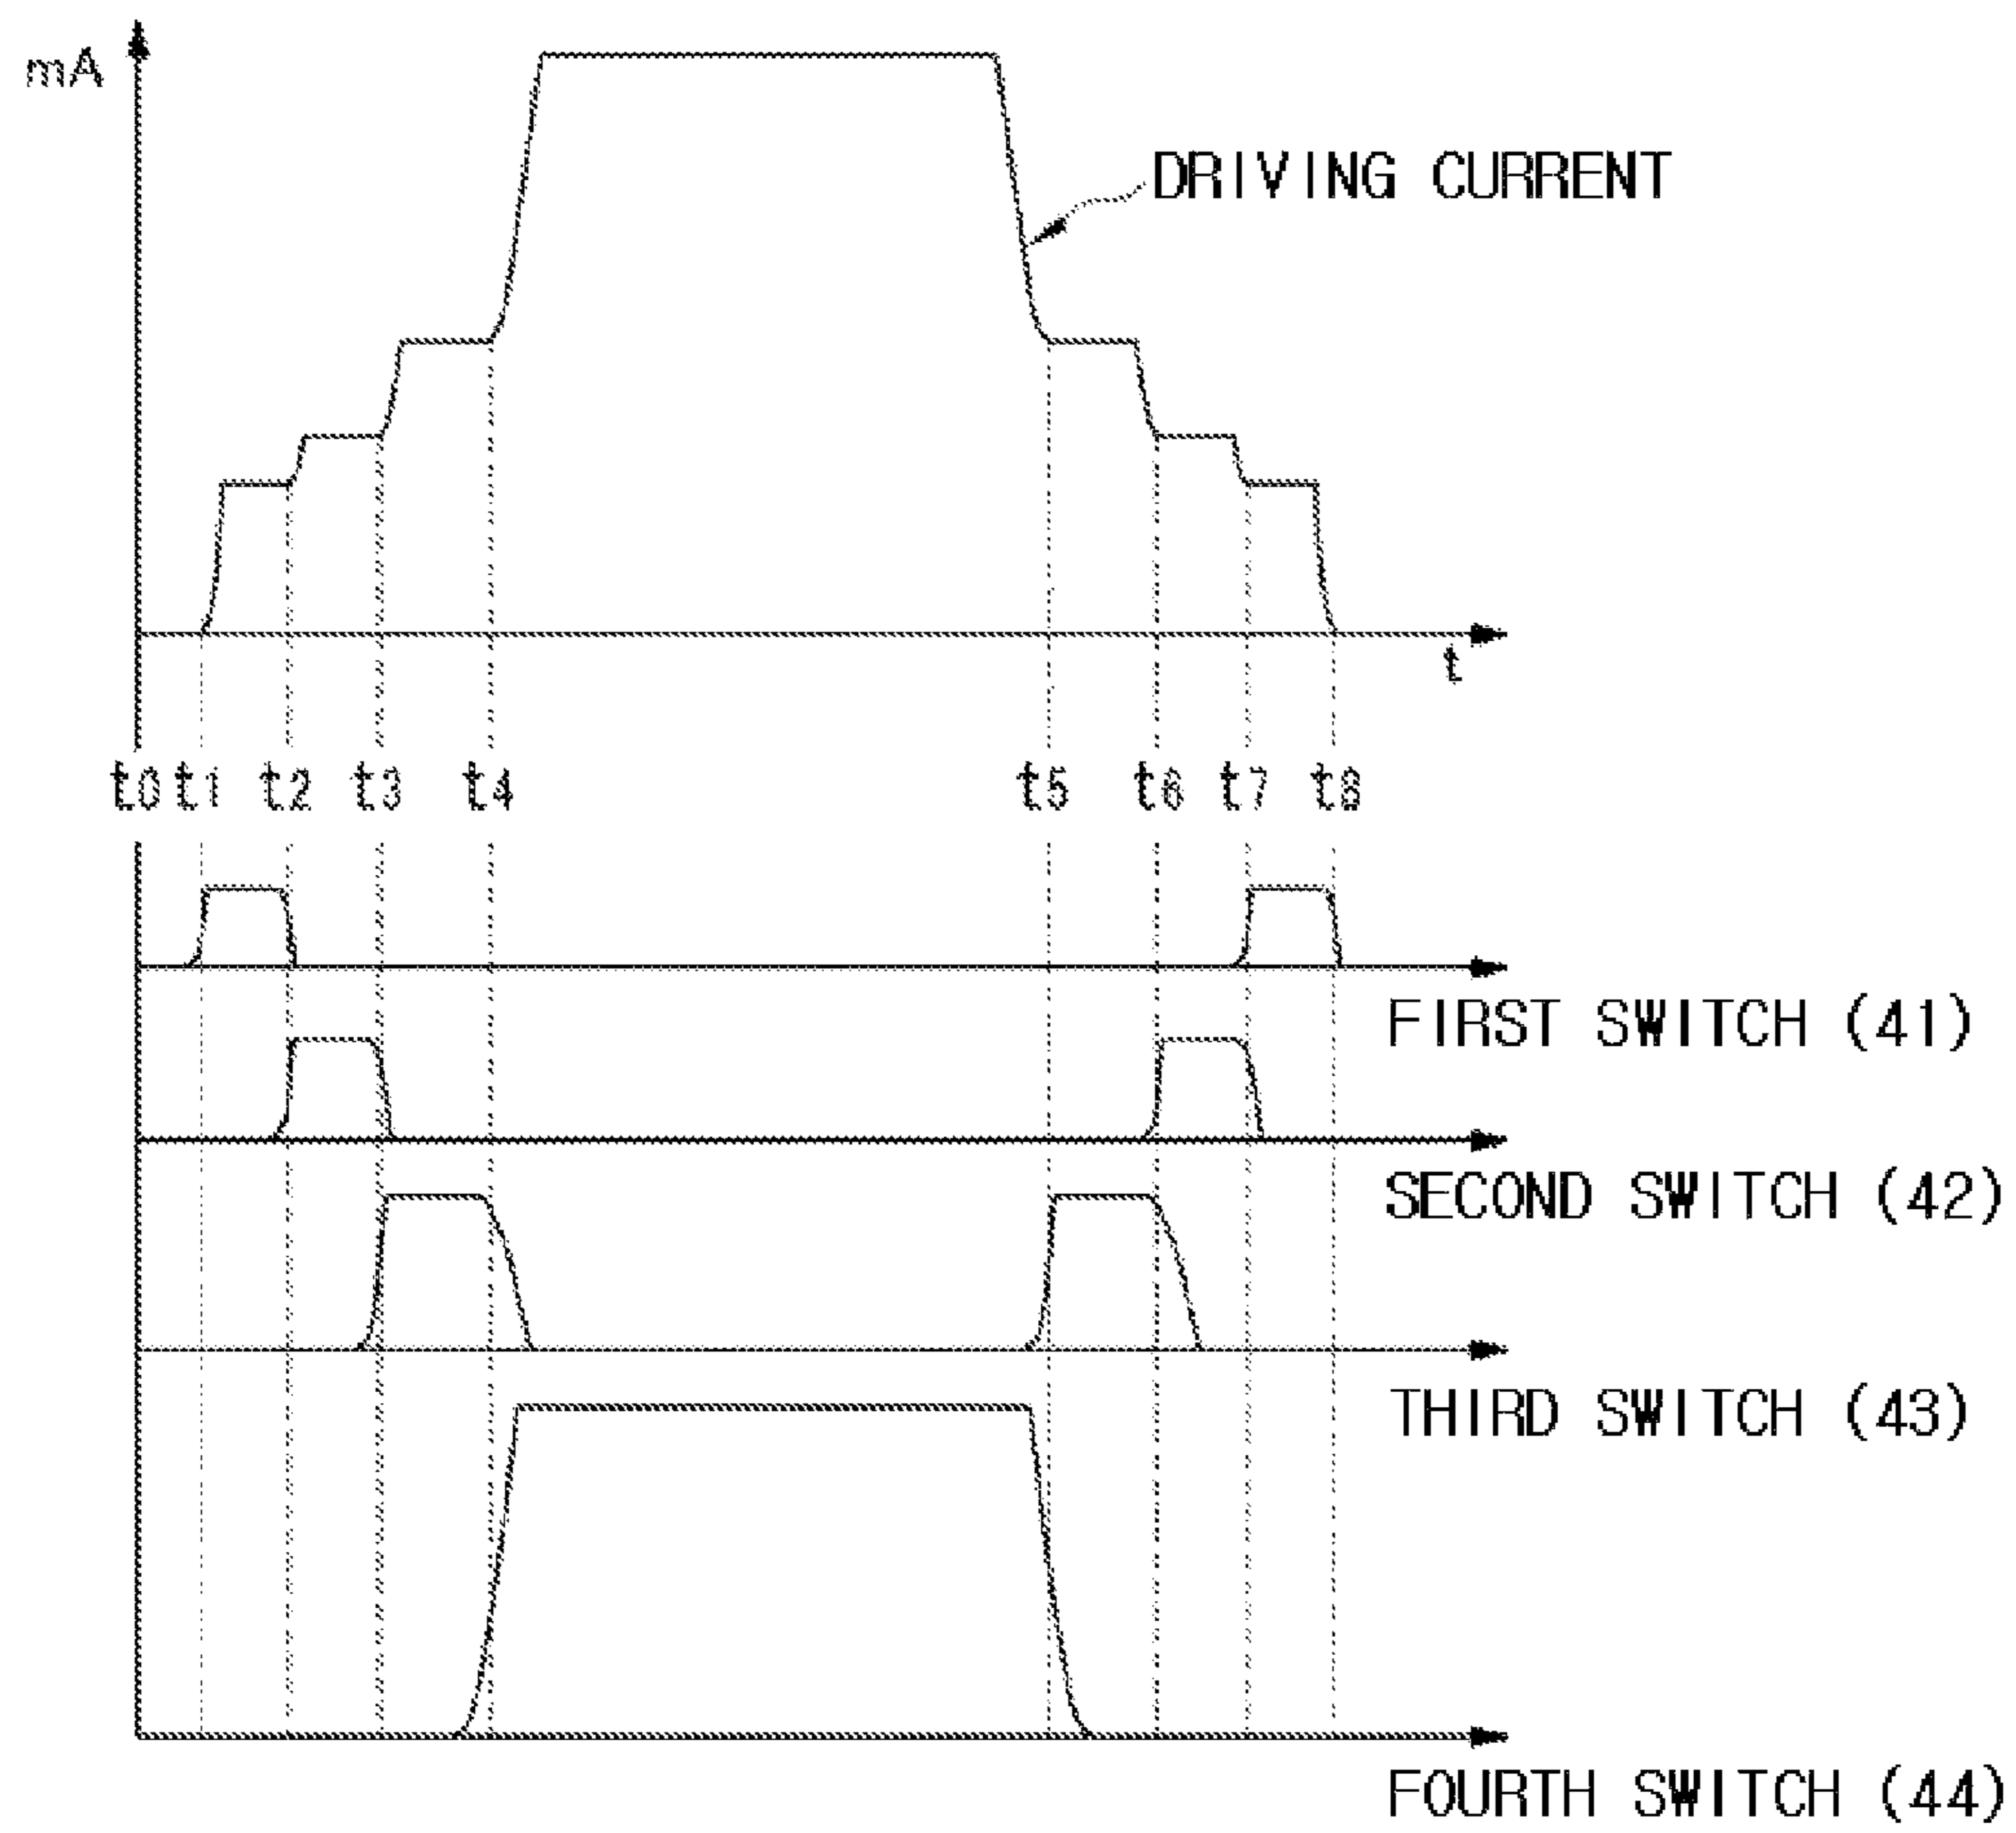 mA
DRIVING CURRENT
t
t0 t1 t2 t3 t4 t5 t6 t7 t8
FIRST SWITCH (41)
SECOND SWITCH (42)
THIRD SWITCH (43)
FOURTH SWITCH (44)